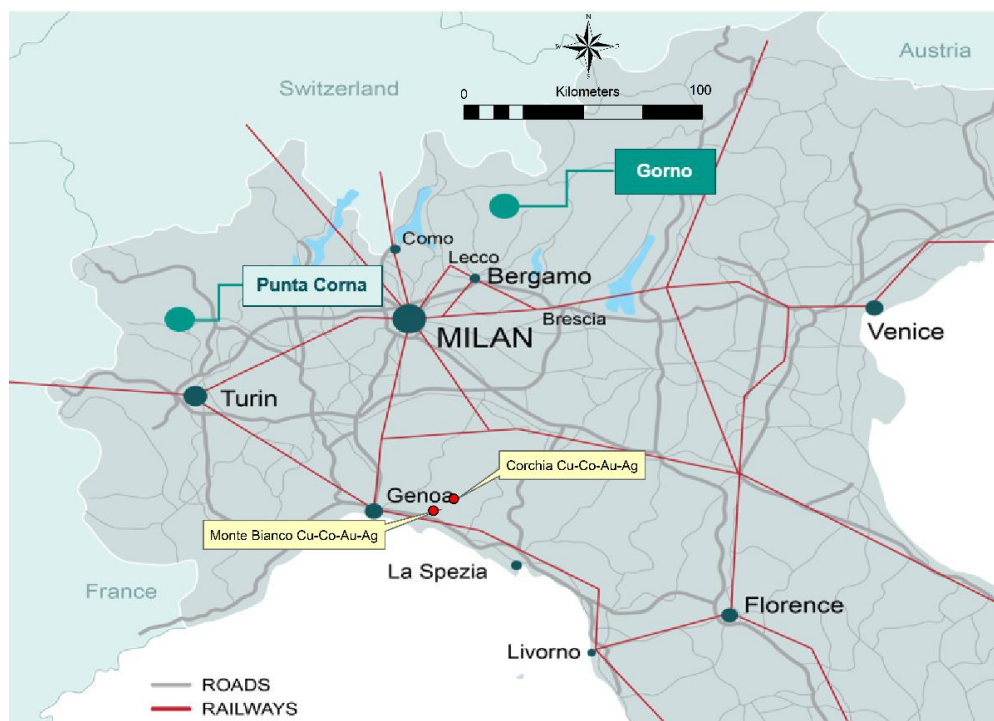 N
Austria
Switzerland
Kilometers
0
100
Gorno
Como
Lecco
Bergamo
Punta Corna
Brescia
MILAN
Venice
Turin
Corchia Cu-Co-Au-Ag
Genoa
Monte Bianco Cu-Co-Au-Ag
La Spezia
France
Florence
Livorno
ROADS
RAILWAYS